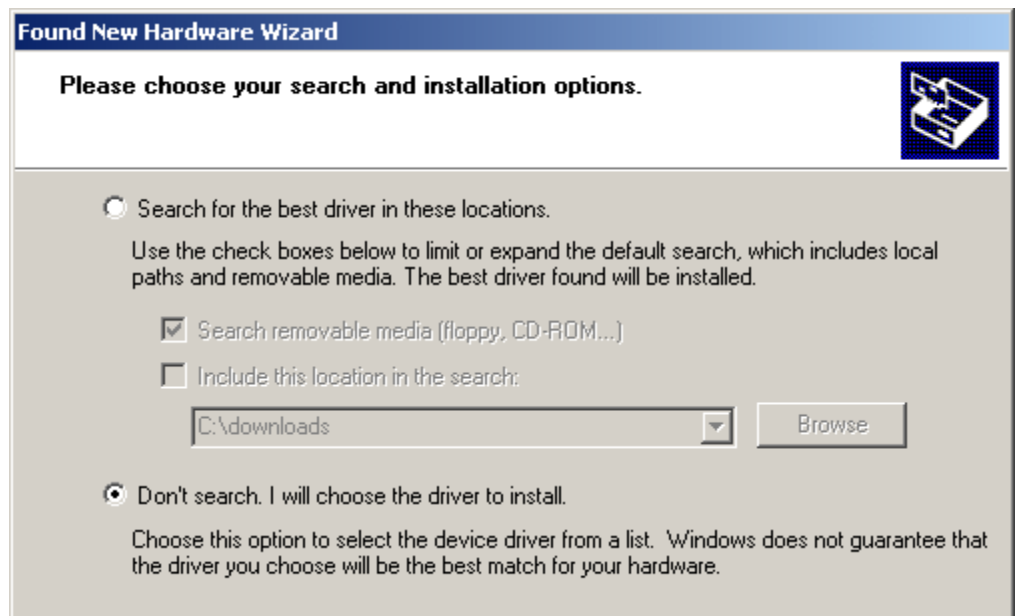 Found New Hardware Wizard
Please choose your search and installation options.
Search for the best driver in these locations.
Use the check boxes below to limit or expand the default search, which includes local
paths and removable media. The best driver found will be installed.
Search removable media (floppy, CD-ROM...)
Include this location in the search:
C:\downloads
Browse
Don't search. I will choose the driver to install.
Choose this option to select the device driver from a list.  Windows does not guarantee that
the driver you choose will be the best match for your hardware.